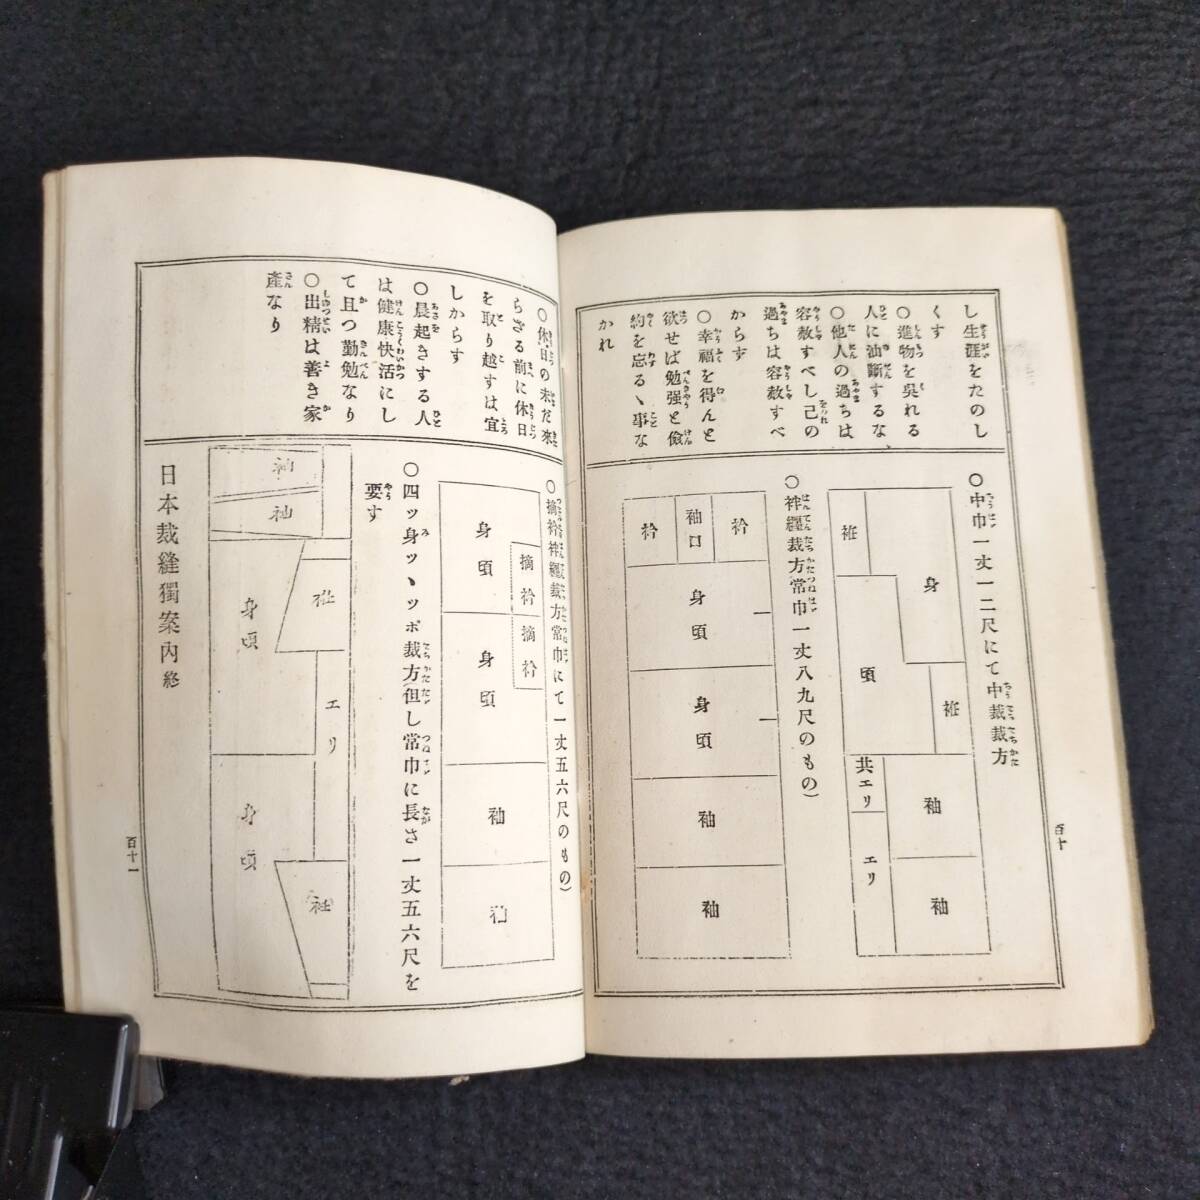 し生涯をたのし
くす
○進物を呉れる
人に油斷するな、
○他人の過ちは
容赦すべし己の
過ちは容赦すべ
からず
○幸福を得んと
欲せば勉强と儉
約を忘るゝ事な
かれ
○中巾一丈一二尺にて中裁裁方
身
頃
袖
袖
共エリ
エリ
○袢纒裁方(常巾一丈八九尺のもの)
衿
袖口
衿
身頃
身頃
袖
袖
百十
○休日の未だ來
らざる前に休日
を取り越すは宜
しからす
○晨起きする人
は健康快活にし
て且つ勤勉なり
○出精は善き家
產なり
○摘衿袢纒裁方常巾にて一丈五六尺のもの)
身頃
摘衿
摘衿
身頃
袖
袖
○四ッ身ツヽツポ裁方(但し常巾に長さ一丈五六尺を
要す
袖
袖
身頃
衽
エリ
身頃
衽
日本裁縫獨案內終
百十一